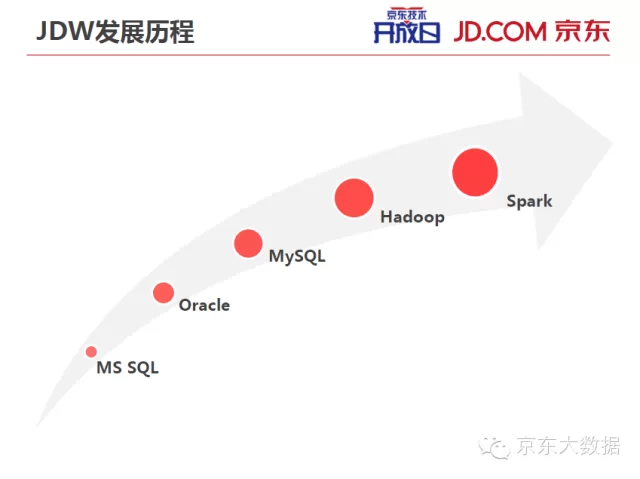 JDW发展历程
京东技术
开放日
JD.COM 京东
Spark
Hadoop
MySQL
Oracle
MS SQL
京东大数据